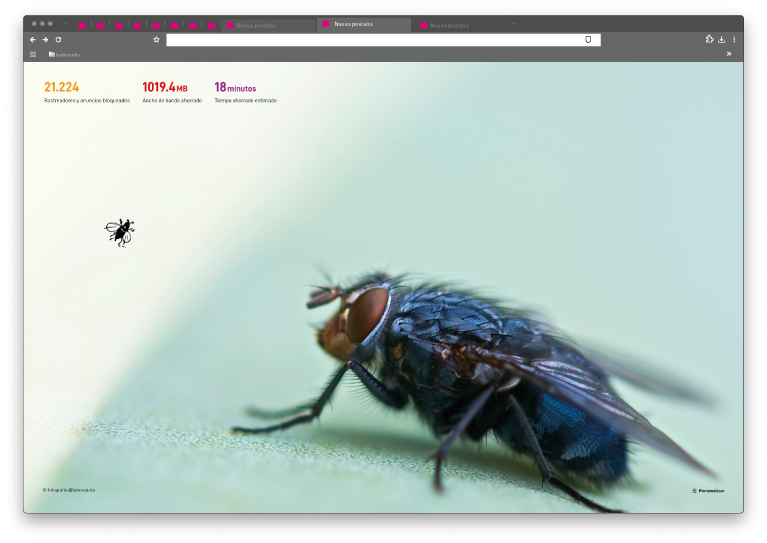 Nueva pestaña
Nueva pestaña
Nueva pestaña
21.224
Rastreadores y anuncios bloqueados
1019.4 MB
Ancho de banda ahorrado
18 minutos
Tiempo ahorrado estimado
Personalizar